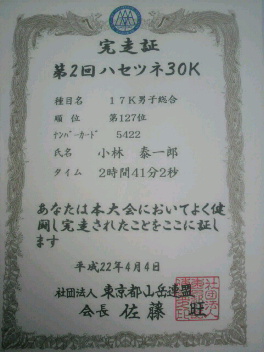 完走証
第2回ハセツネ30K
種目名 17K男子総合
順位 第127位
ナンバーカード 5422
氏名 小林 泰一郎
タイム 2時間41分2秒
あなたは本大会においてよく健
闘し完走されたことをここに証し
ます
平成22年4月4日
社団法人 東京都山岳連盟
会長 佐藤 旺